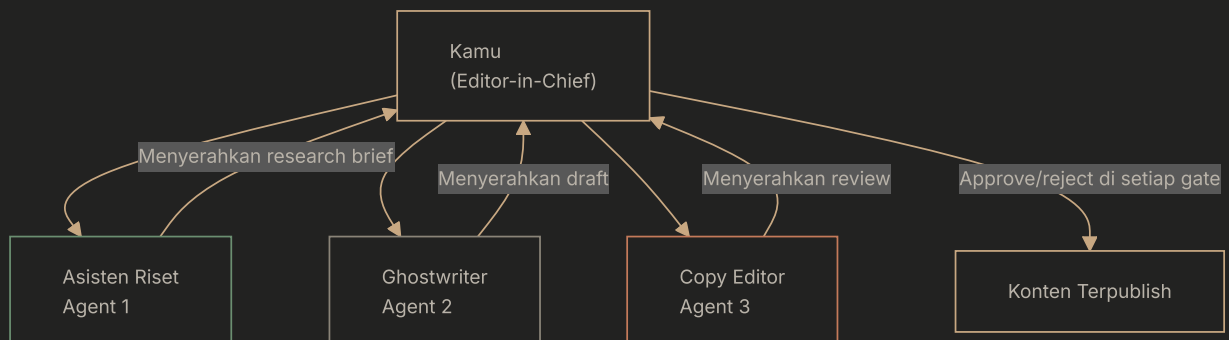 Kamu
(Editor-in-Chief)
Menyerahkan research brief
Menyerahkan draft
Menyerahkan review
Approve/reject di setiap gate
Asisten Riset
Agent 1
Ghostwriter
Agent 2
Copy Editor
Agent 3
Konten Terpublish